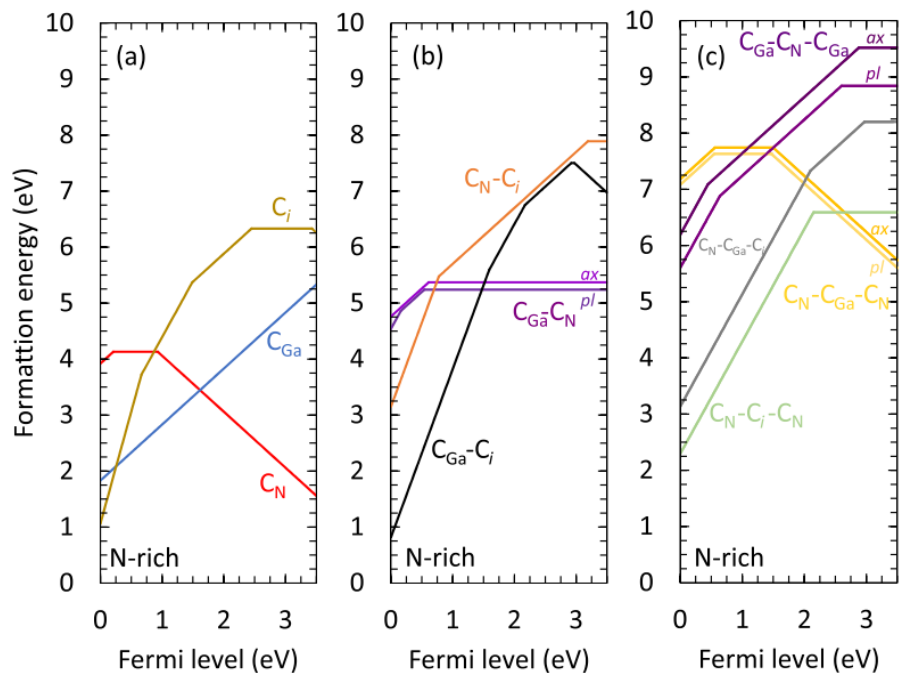 Formattion energy (eV)
10
9
8
7
6
5
4
3
2
1
0
(a)
C_i
C_Ga
C_N
N-rich
0 1 2 3
Fermi level (eV)
10
9
8
7
6
5
4
3
2
1
0
(b)
C_N-C_i
ax
C_Ga-C_N pl
C_Ga-C_i
N-rich
0 1 2 3
Fermi level (eV)
10
9
8
7
6
5
4
3
2
1
0
(c)
C_Ga-C_N-C_Ga ax
pl
C_N-C_Ga-C_i
ax
pl
C_N-C_Ga-C_N
C_N-C_i-C_N
N-rich
0 1 2 3
Fermi level (eV)